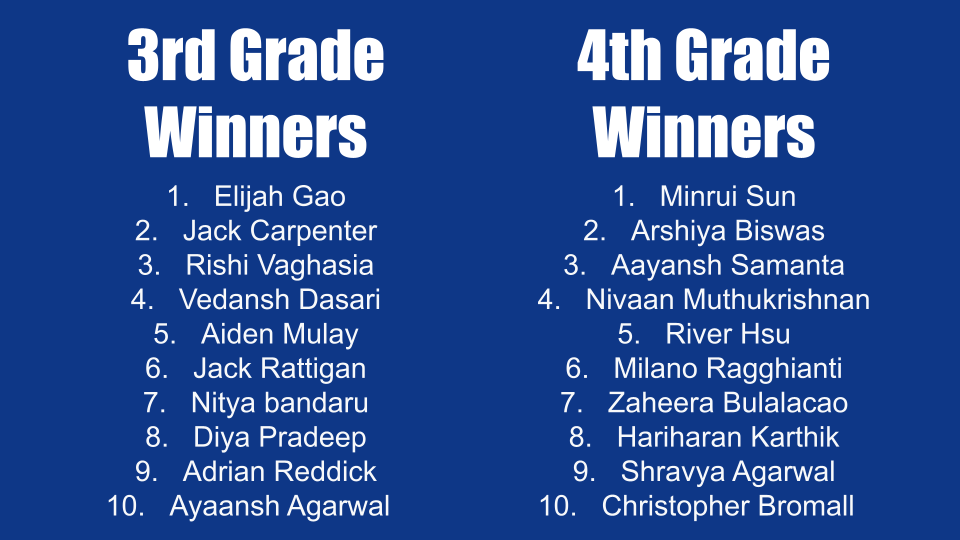 3rd Grade
Winners
1. Elijah Gao
2. Jack Carpenter
3. Rishi Vaghasia
4. Vedansh Dasari
5. Aiden Mulay
6. Jack Rattigan
7. Nitya bandaru
8. Diya Pradeep
9. Adrian Reddick
10. Ayaansh Agarwal
4th Grade
Winners
1. Minrui Sun
2. Arshiya Biswas
3. Aayansh Samanta
4. Nivaan Muthukrishnan
5. River Hsu
6. Milano Ragghianti
7. Zaheera Bulalacao
8. Hariharan Karthik
9. Shravya Agarwal
10. Christopher Bromall